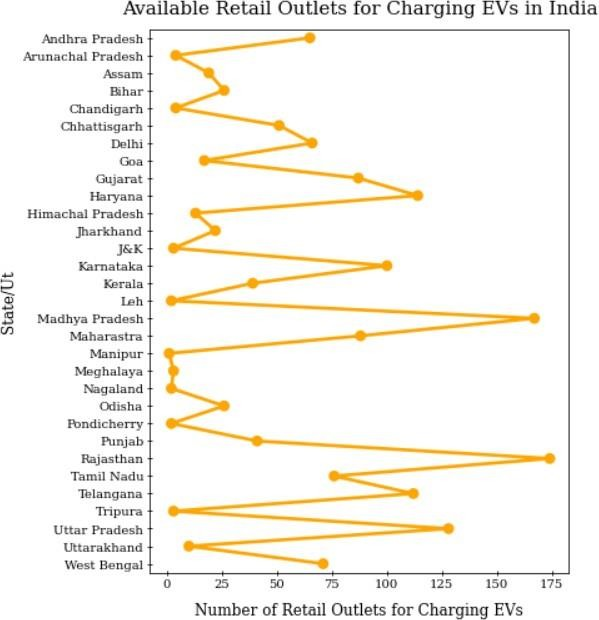 Available Retail Outlets for Charging EVs in India
Andhra Pradesh
Arunachal Pradesh
Assam
Bihar
Chandigarh
Chhattisgarh
Delhi
Goa
Gujarat
Haryana
Himachal Pradesh
Jharkhand
J&K
Karnataka
Kerala
Leh
Madhya Pradesh
Maharastra
Manipur
Meghalaya
Nagaland
Odisha
Pondicherry
Punjab
Rajasthan
Tamil Nadu
Telangana
Tripura
Uttar Pradesh
Uttarakhand
West Bengal
State/Ut
0 25 50 75 100 125 150 175
Number of Retail Outlets for Charging EVs